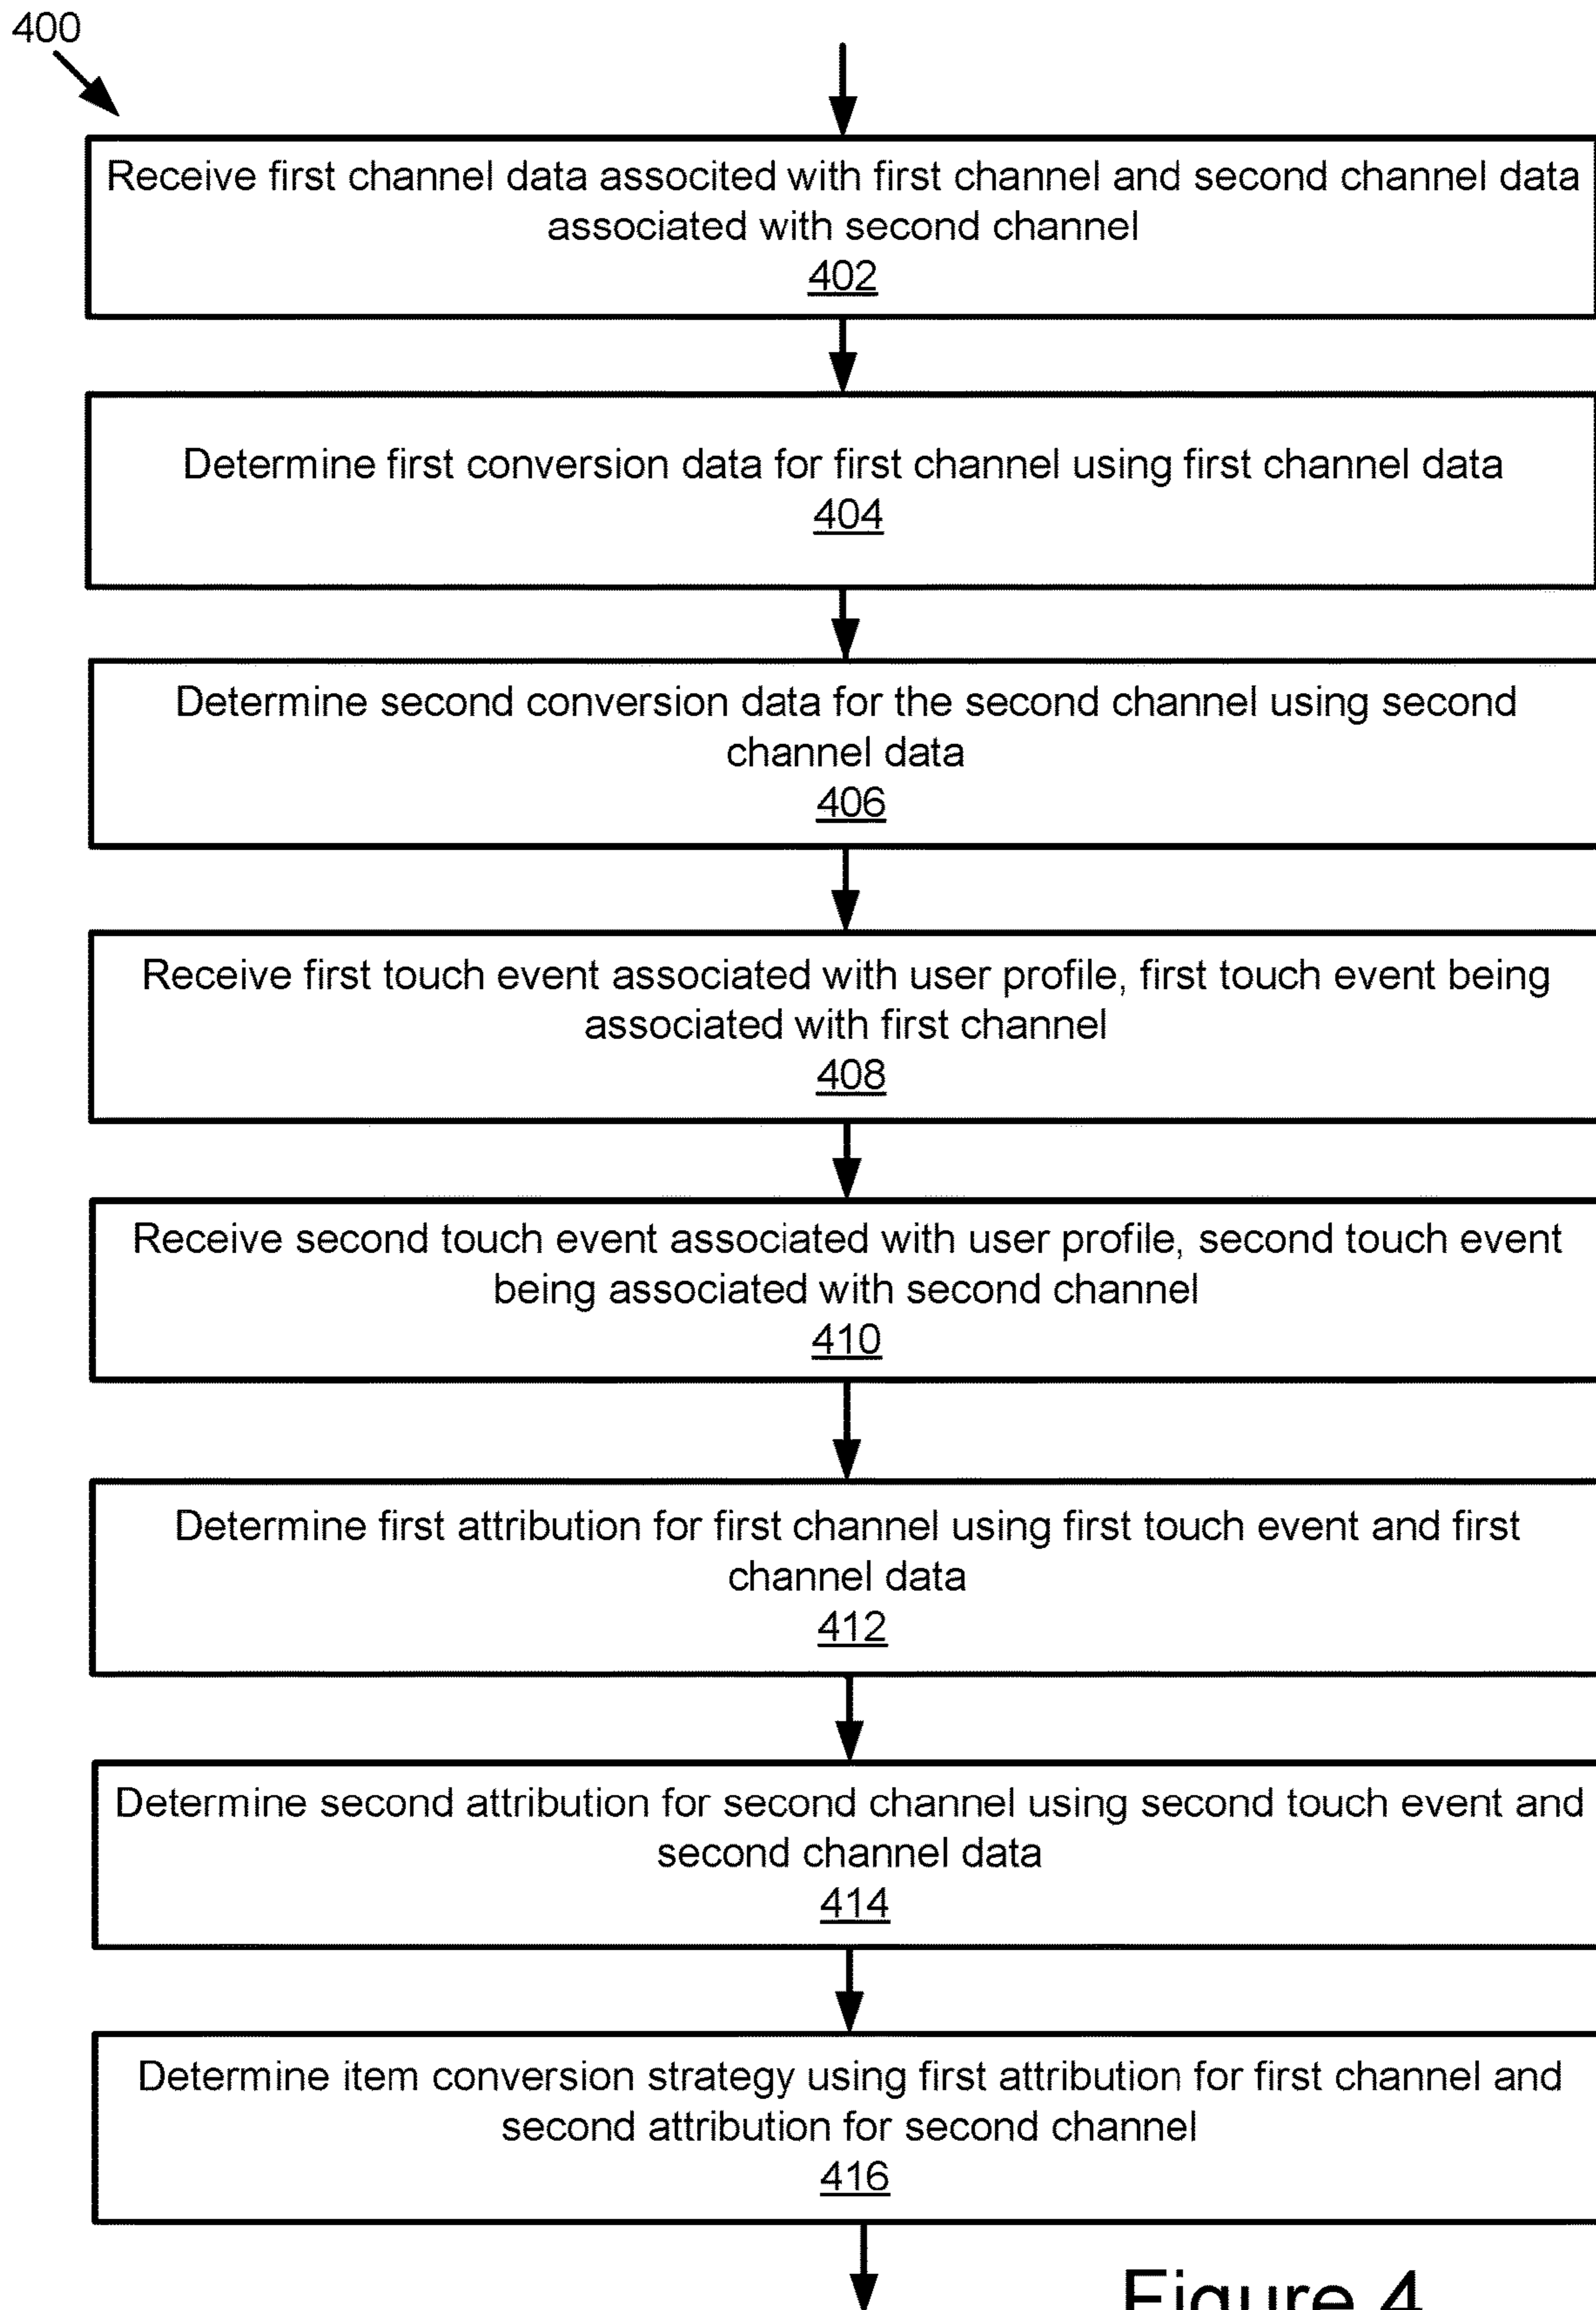 400
Receive first channel data associted with first channel and second channel data
associated with second channel
402
Determine first conversion data for first channel using first channel data
404
Determine second conversion data for the second channel using second
channel data
406
Receive first touch event associated with user profile, first touch event being
associated with first channel
408
Receive second touch event associated with user profile, second touch event
being associated with second channel
410
Determine first attribution for first channel using first touch event and first
channel data
412
Determine second attribution for second channel using second touch event and
second channel data
414
Determine item conversion strategy using first attribution for first channel and
second attribution for second channel
416
Figure 4